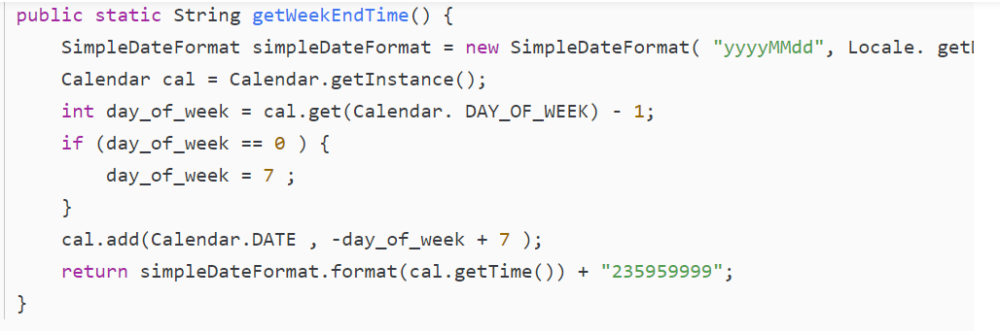 public static String getWeekEndTime() {
    SimpleDateFormat simpleDateFormat = new SimpleDateFormat( "yyyyMMdd", Locale.
    Calendar cal = Calendar.getInstance();
    int day_of_week = cal.get(Calendar. DAY_OF_WEEK) - 1;
    if (day_of_week == 0 ) {
        day_of_week = 7 ;
    }
    cal.add(Calendar.DATE , -day_of_week + 7 );
    return simpleDateFormat.format(cal.getTime()) + "235959999";
}